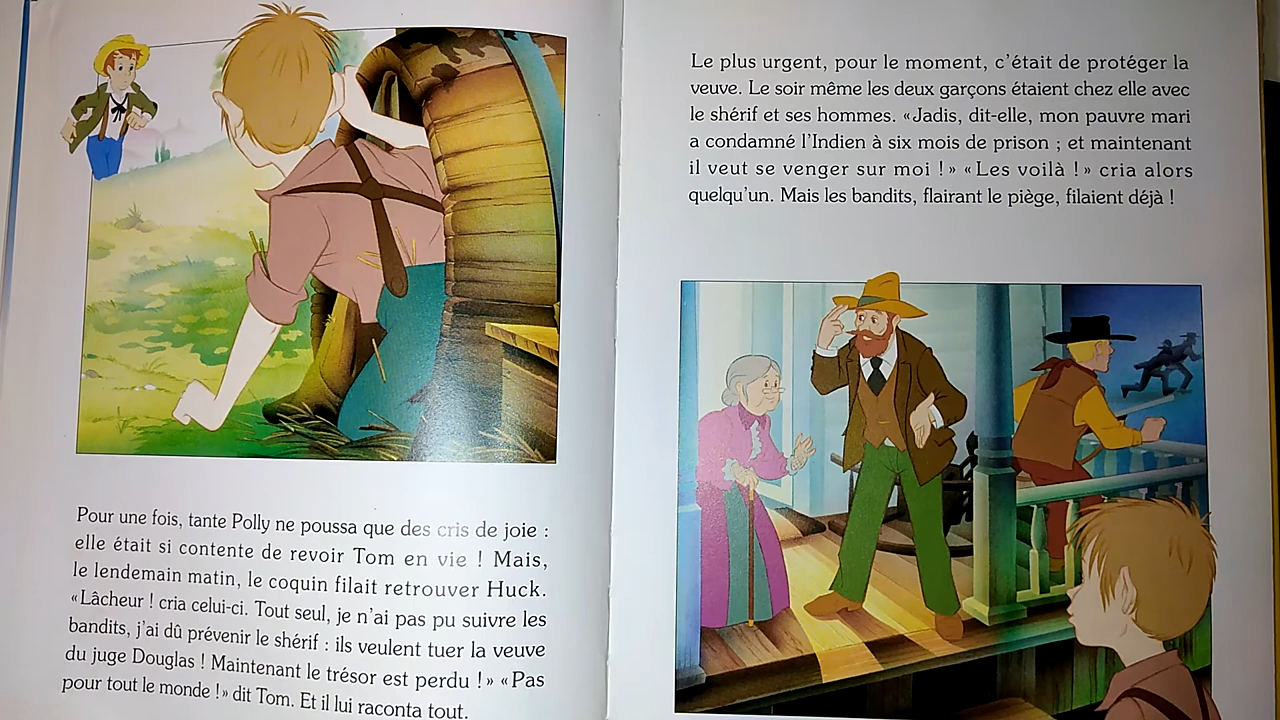 Pour une fois, tante Polly ne poussa que des cris de joie :
elle était si contente de revoir Tom en vie ! Mais,
le lendemain matin, le coquin filait retrouver Huck.
«Lâcheur ! cria celui-ci. Tout seul, je n'ai pas pu suivre les
bandits, j'ai dû prévenir le shérif : ils veulent tuer la veuve
du juge Douglas ! Maintenant le trésor est perdu !» «Pas
pour tout le monde !» dit Tom. Et il lui raconta tout.
Le plus urgent, pour le moment, c'était de protéger la
veuve. Le soir même les deux garçons étaient chez elle avec
le shérif et ses hommes. «Jadis, dit-elle, mon pauvre mari
a condamné l'Indien à six mois de prison ; et maintenant
il veut se venger sur moi !» «Les voilà !» cria alors
quelqu'un. Mais les bandits, flairant le piège, filaient déjà !